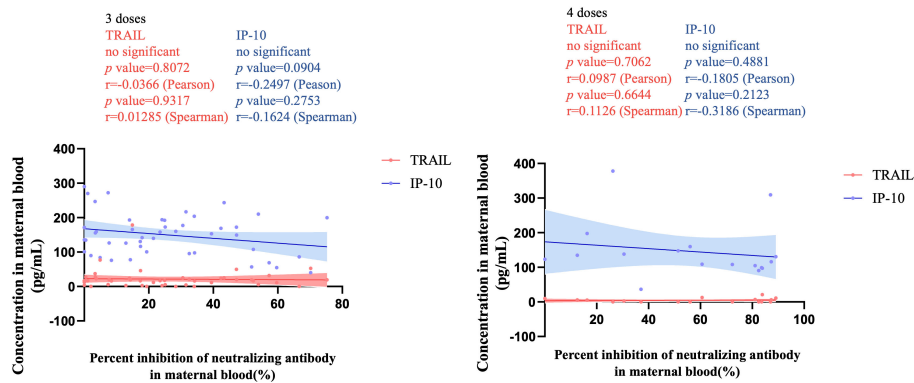 3 doses
TRAIL IP-10
no significant no significant
p value=0.8072 p value=0.0904
r=-0.0366 (Pearson) r=-0.2497 (Peason)
p value=0.9317 p value=0.2753
r=0.01285 (Spearman) r=-0.1624 (Spearman)
Concentration in maternal blood
(pg/mL)
400
300
200
100
0
-100
20 40 60 80
TRAIL
IP-10
Percent inhibition of neutralizing antibody
in maternal blood(%)
4 doses
TRAIL IP-10
no significant no significant
p value=0.7062 p value=0.4881
r=0.0987 (Pearson) r=-0.1805 (Pearson)
p value=0.6644 p value=0.2123
r=0.1126 (Spearman) r=-0.3186 (Spearman)
Concentration in maternal blood
(pg/mL)
400
300
200
100
0
-100
20 40 60 80 100
TRAIL
IP-10
Percent inhibition of neutralizing antibody
in maternal blood(%)